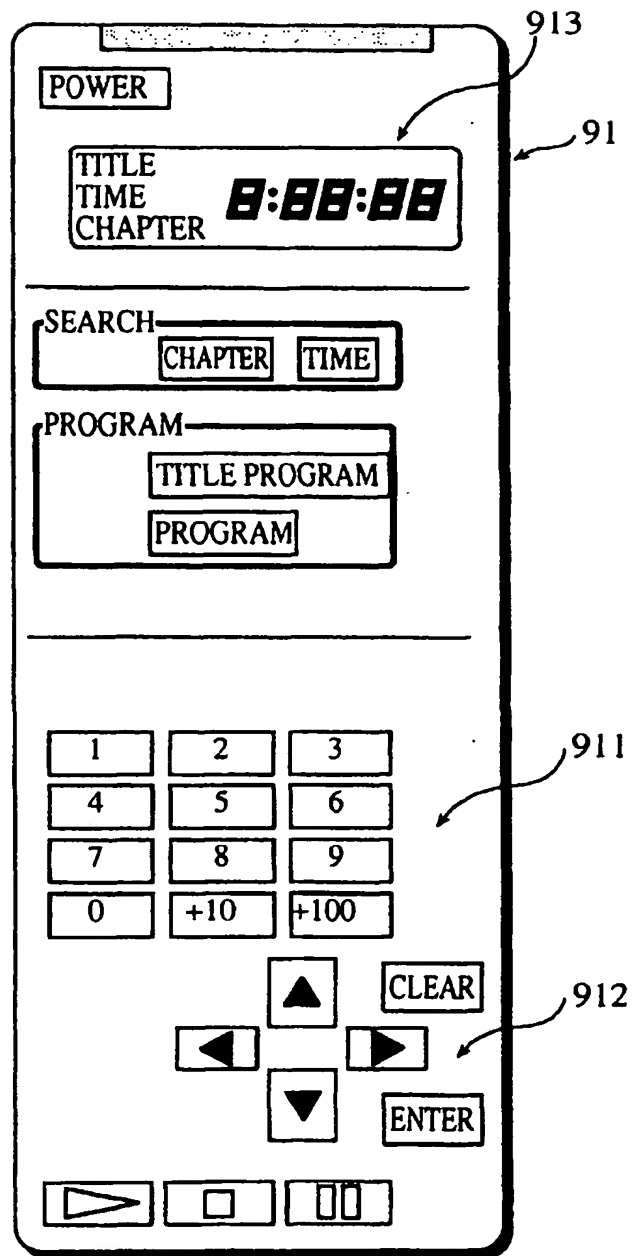 913
POWER
91
TITLE
TIME 8:88:88
CHAPTER
SEARCH
CHAPTER TIME
PROGRAM
TITLE PROGRAM
PROGRAM
911
1 2 3
4 5 6
7 8 9
0 +10 +100
CLEAR
912
ENTER